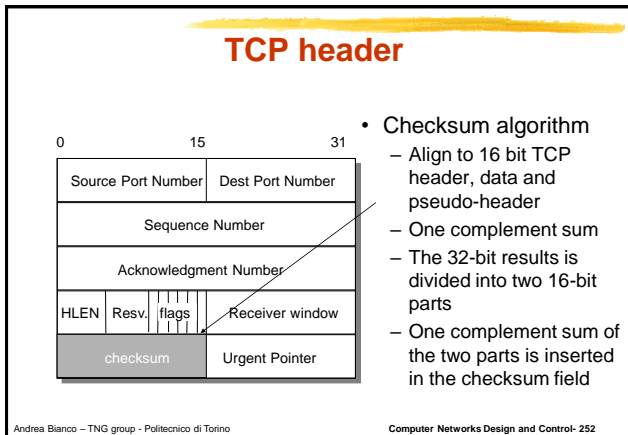 TCP header
0 15 31
Source Port Number Dest Port Number
Sequence Number
Acknowledgment Number
HLEN Resv. flags Receiver window
checksum Urgent Pointer
• Checksum algorithm
– Align to 16 bit TCP
header, data and
pseudo-header
– One complement sum
– The 32-bit results is
divided into two 16-bit
parts
– One complement sum of
the two parts is inserted
in the checksum field
Andrea Bianco – TNG group - Politecnico di Torino
Computer Networks Design and Control- 252